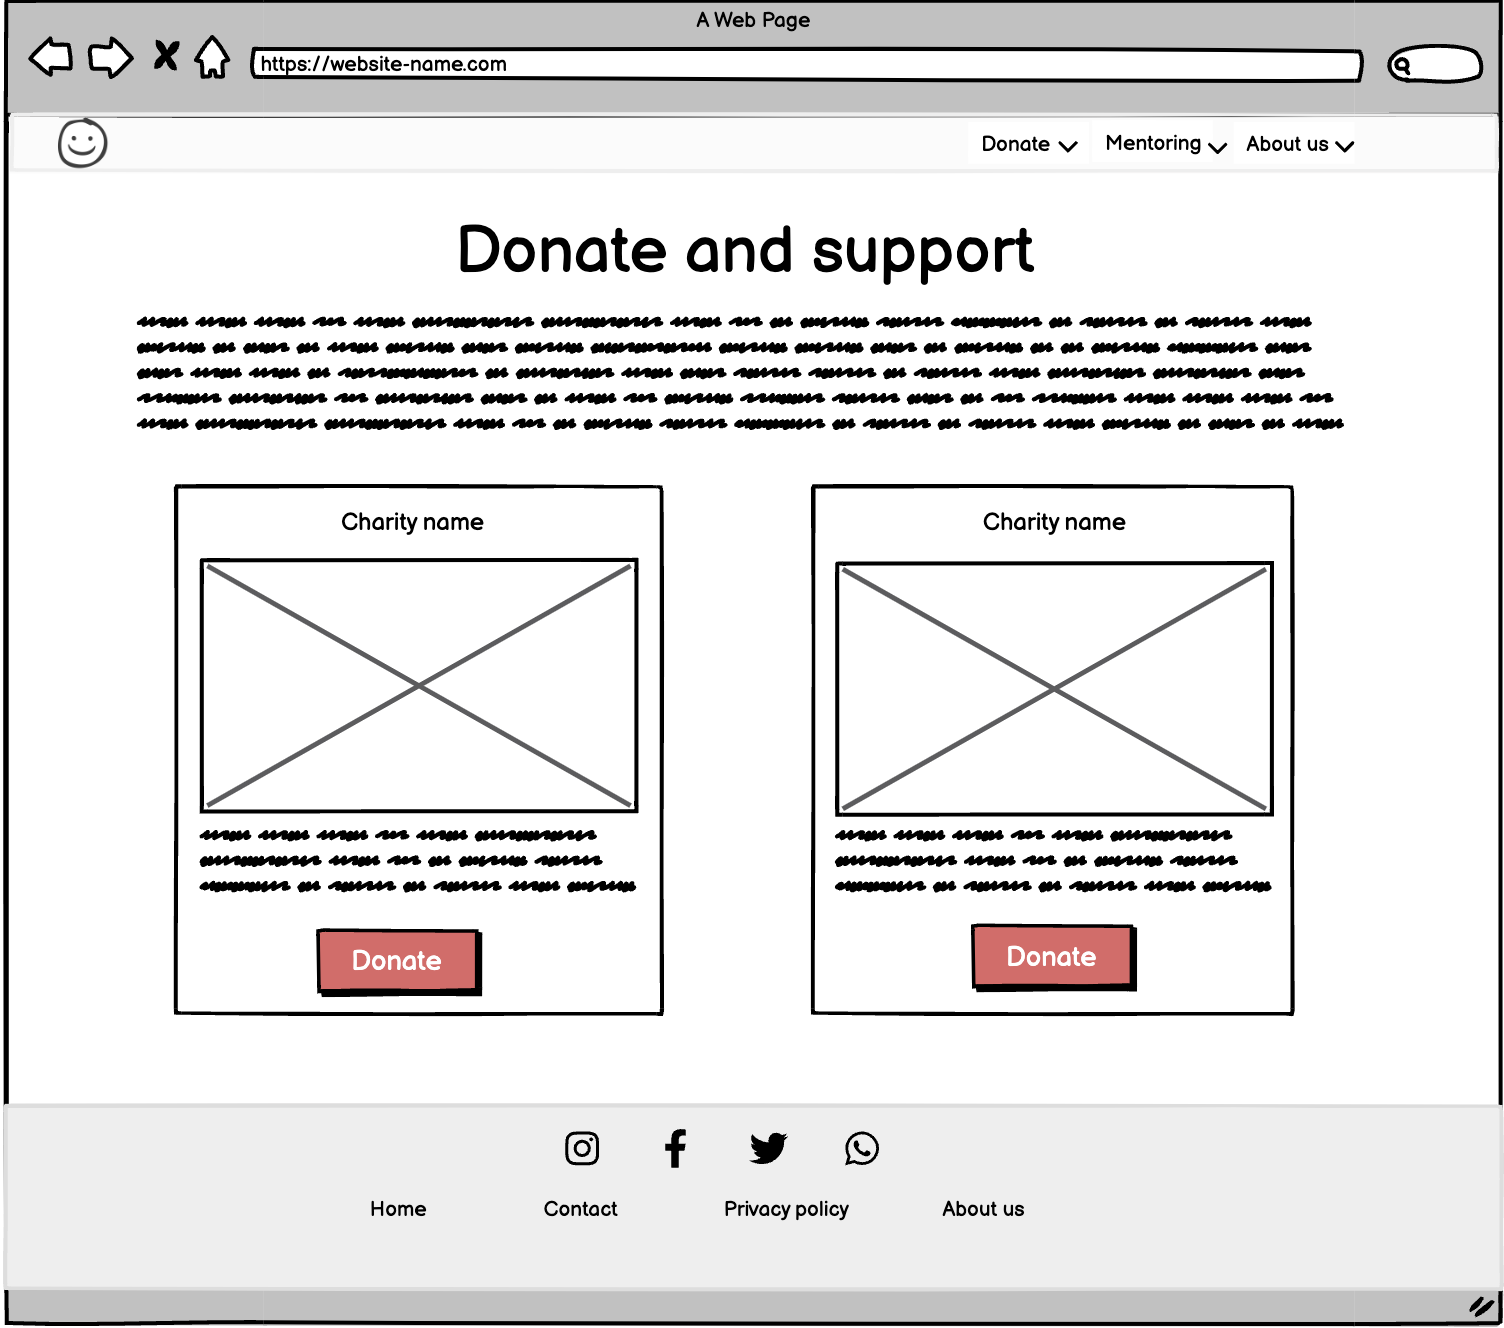 A Web Page
https://website-name.com
Donate Mentoring About us
Donate and support
Charity name
Charity name
Donate
Donate
Home Contact Privacy policy About us